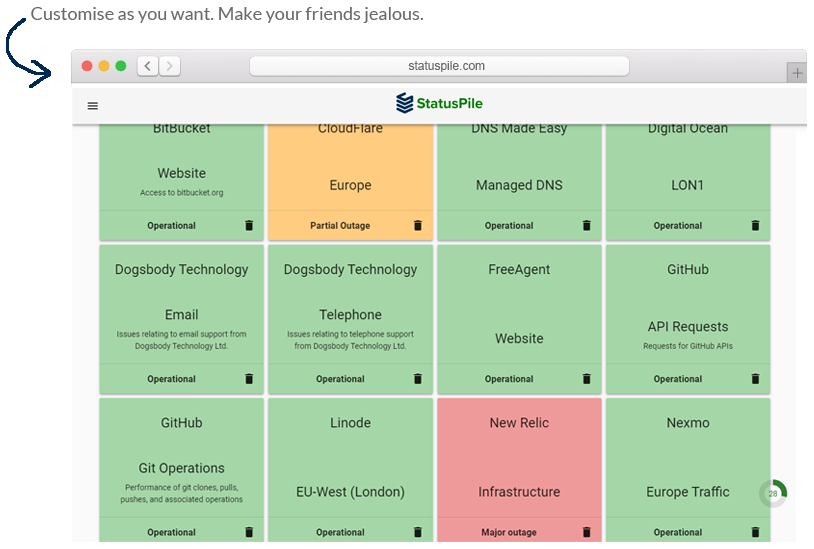 Customise as you want. Make your friends jealous.
statuspile.com
StatusPile
BitBucket
CloudFlare
DNS Made Easy
Digital Ocean
Website
Access to bitbucket.org
Europe
Managed DNS
LON1
Operational
Partial Outage
Operational
Operational
Dogsbody Technology
Dogsbody Technology
FreeAgent
GitHub
Email
Issues relating to email support from
Dogsbody Technology Ltd.
Telephone
Issues relating to telephone support
from Dogsbody Technology Ltd.
Website
API Requests
Requests for GitHub APIs
Operational
Operational
Operational
Operational
GitHub
Linode
New Relic
Nexmo
Git Operations
Performance of git clones, pulls,
pushes, and associated operations
EU-West (London)
Infrastructure
Europe Traffic
28
Operational
Operational
Major outage
Operational